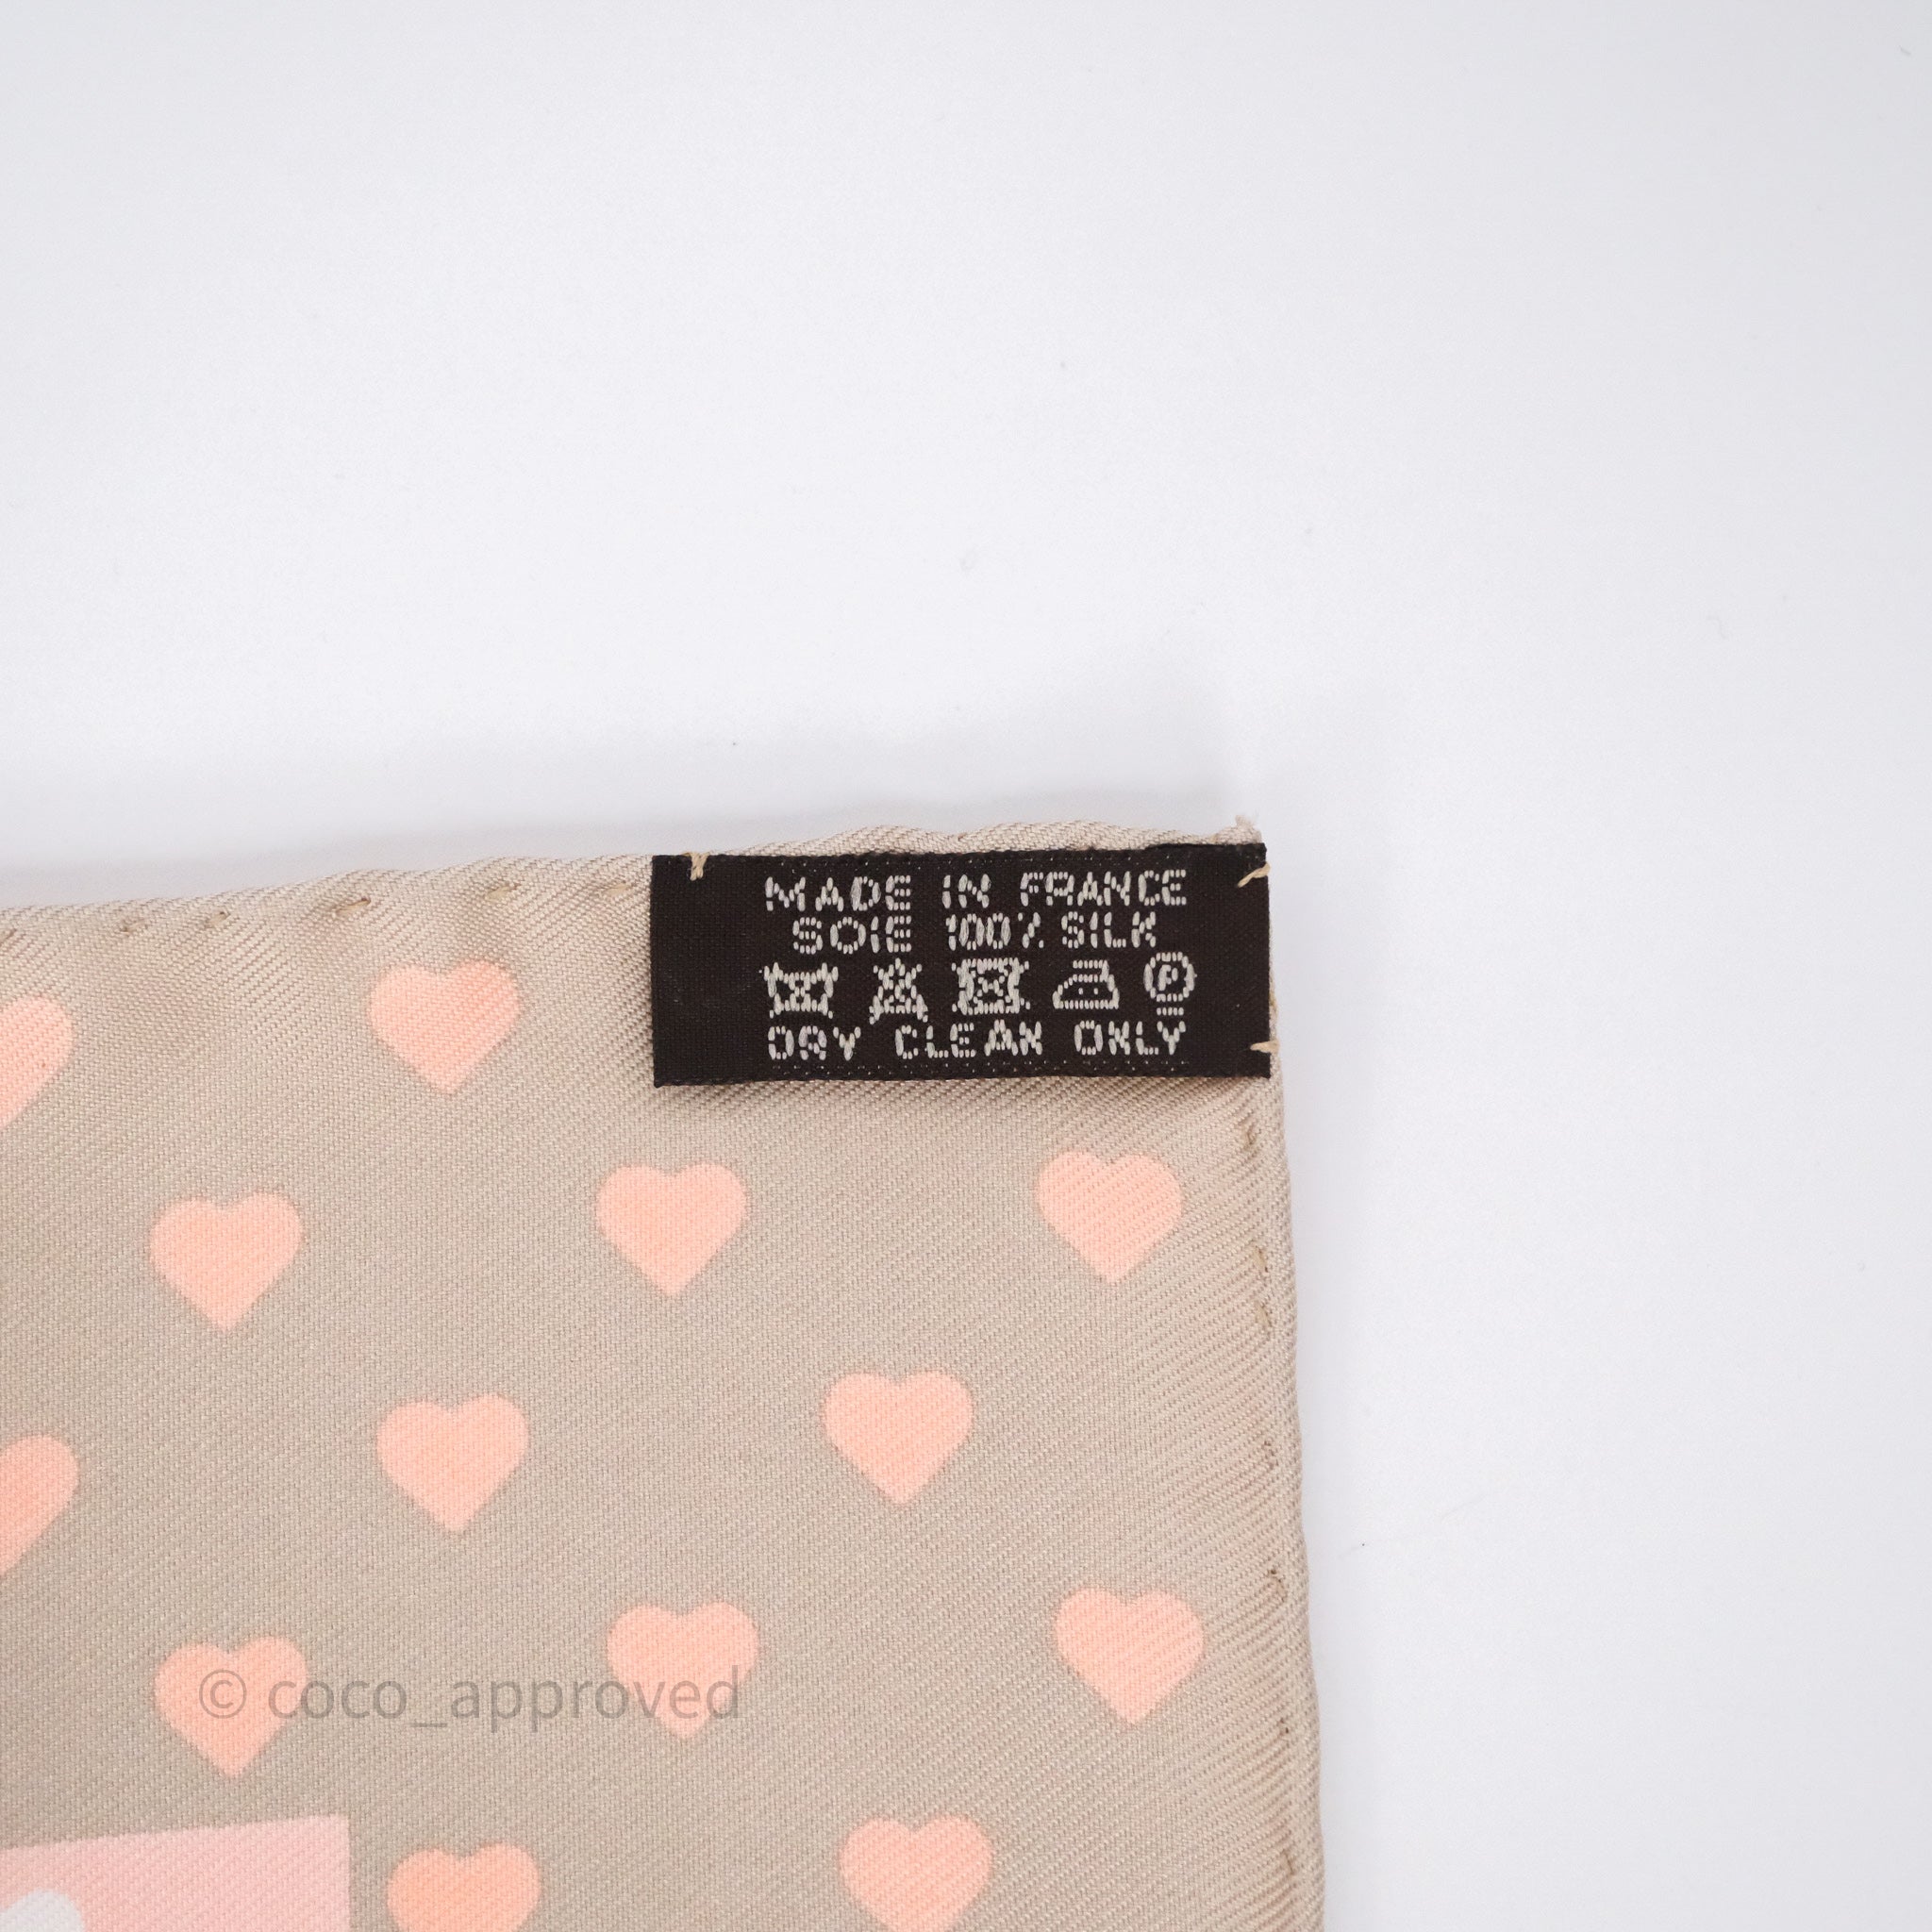 MADE IN FRANCE
SOIE 100% SILK
P
DRY CLEAN ONLY
© coco_approved